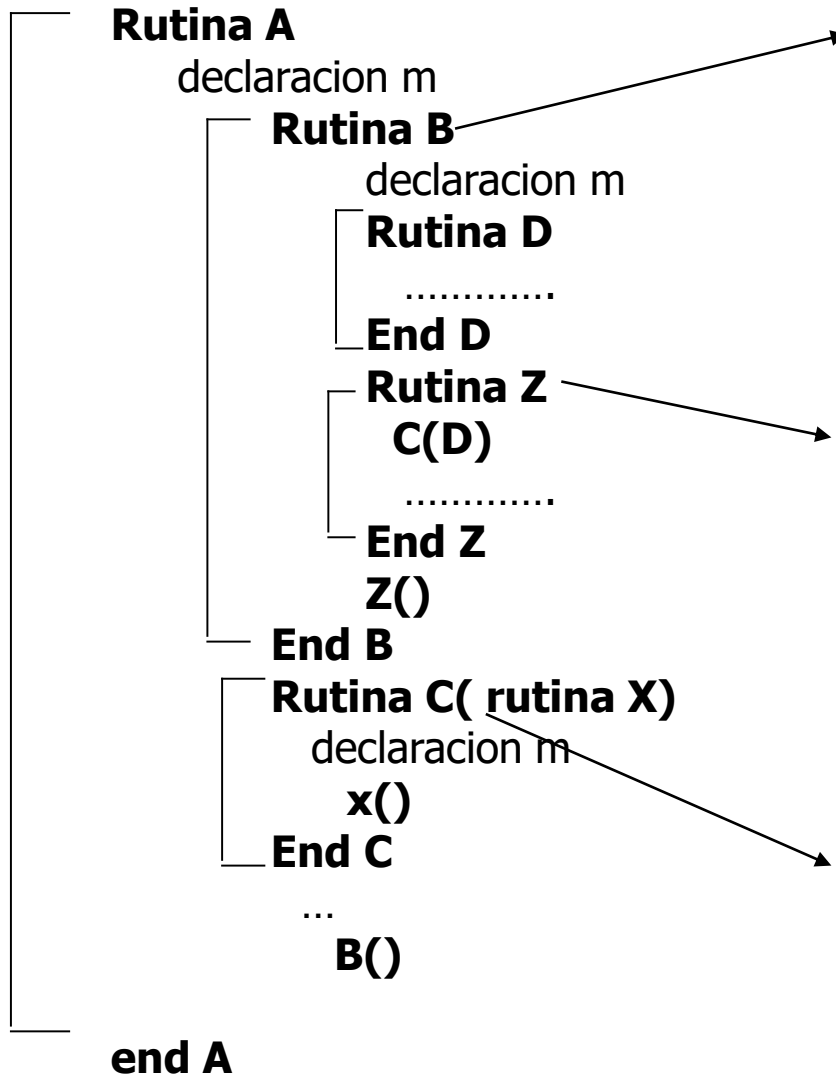 Rutina A
declaracion m
Rutina B
declaracion m
Rutina D
.............
End D
Rutina Z
C(D)
.............
End Z
Z()
End B
Rutina C( rutina X)
declaracion m
x()
End C
...
B()
end A